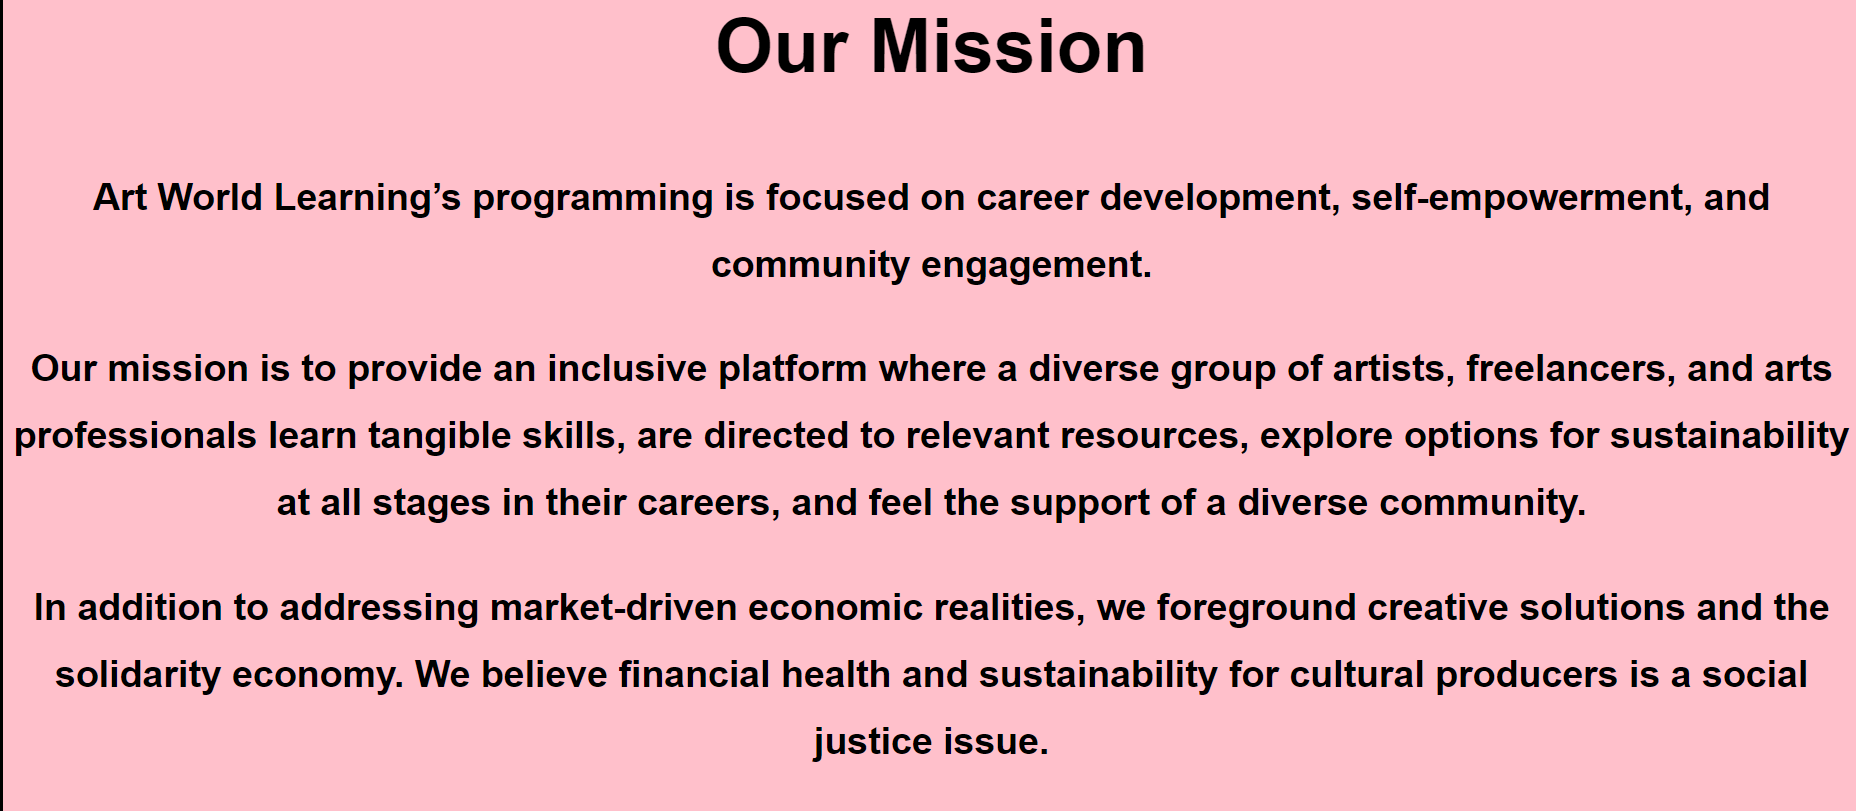 Our Mission
Art World Learning’s programming is focused on career development, self-empowerment, and
community engagement.
Our mission is to provide an inclusive platform where a diverse group of artists, freelancers, and arts
professionals learn tangible skills, are directed to relevant resources, explore options for sustainability
at all stages in their careers, and feel the support of a diverse community.
In addition to addressing market-driven economic realities, we foreground creative solutions and the
solidarity economy. We believe financial health and sustainability for cultural producers is a social
justice issue.